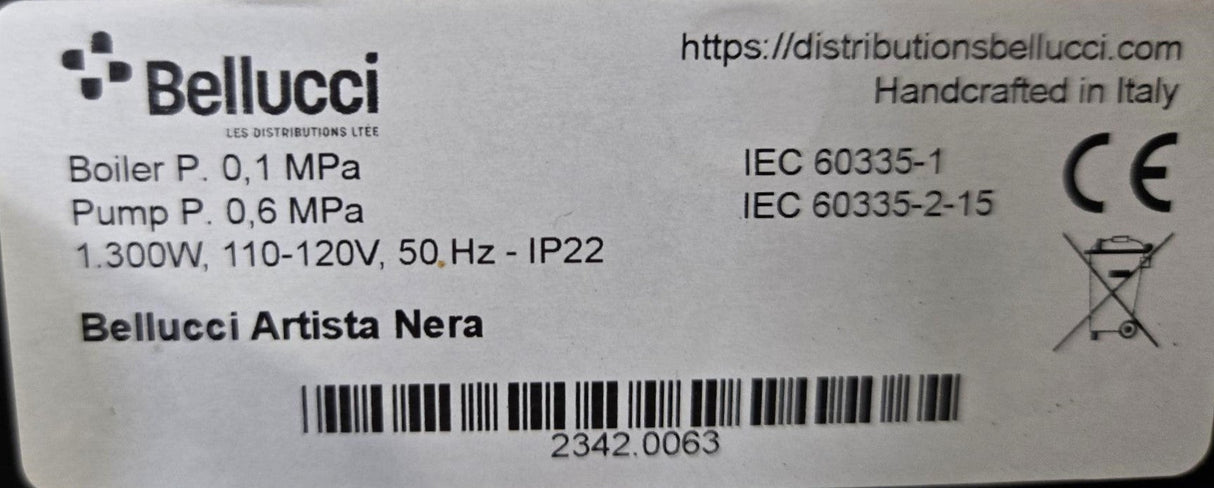 Bellucci
LES DISTRIBUTIONS LTÉE
https://distributionsbellucci.com
Handcrafted in Italy
Boiler P. 0,1 MPa
Pump P. 0,6 MPa
1.300W, 110-120V, 50 Hz - IP22
IEC 60335-1
IEC 60335-2-15
CE
Bellucci Artista Nera
2342.0063